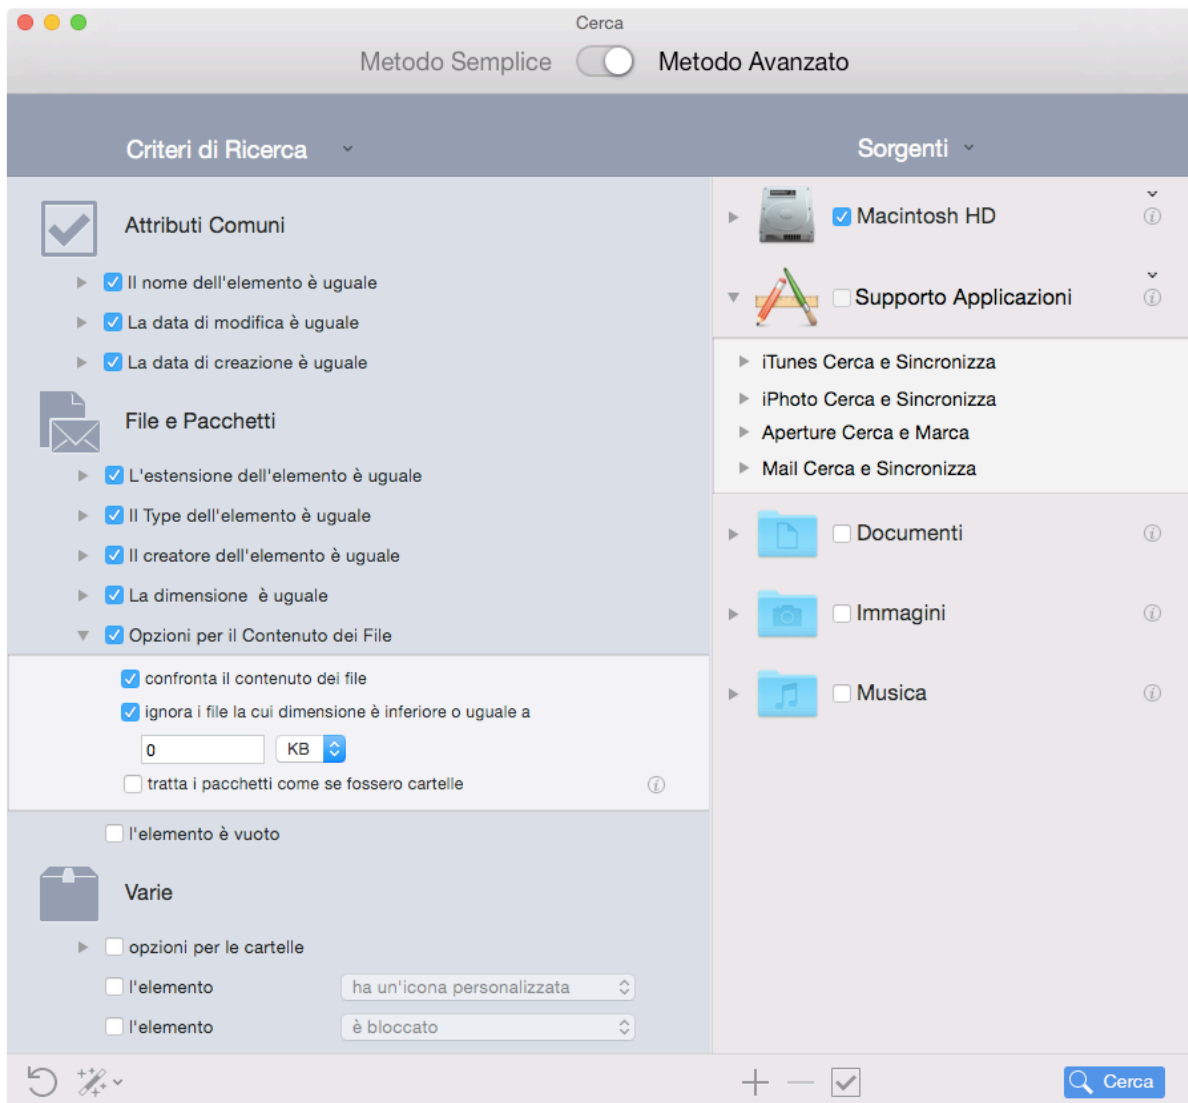 Cerca
Metodo Semplice Metodo Avanzato
Criteri di Ricerca
Attributi Comuni
Il nome dell'elemento è uguale
La data di modifica è uguale
La data di creazione è uguale
File e Pacchetti
L'estensione dell'elemento è uguale
Il Type dell'elemento è uguale
Il creatore dell'elemento è uguale
La dimensione è uguale
Opzioni per il Contenuto dei File
confronta il contenuto dei file
ignora i file la cui dimensione è inferiore o uguale a
0 KB
tratta i pacchetti come se fossero cartelle
l'elemento è vuoto
Varie
opzioni per le cartelle
l'elemento ha un'icona personalizzata
l'elemento è bloccato
Sorgenti
Macintosh HD
Supporto Applicazioni
iTunes Cerca e Sincronizza
iPhoto Cerca e Sincronizza
Aperture Cerca e Marca
Mail Cerca e Sincronizza
Documenti
Immagini
Musica
Cerca